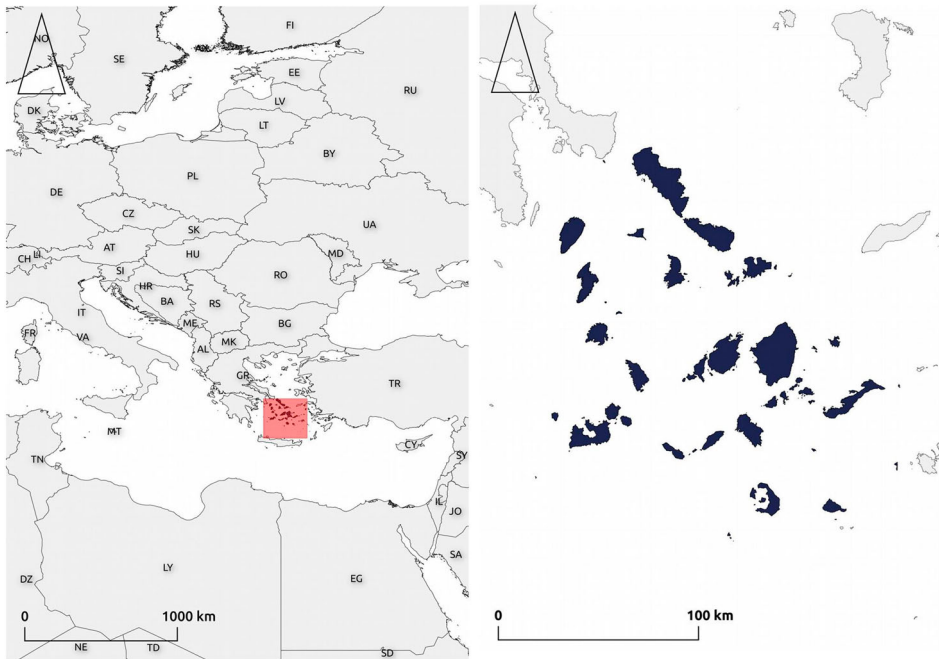 NO
SE
FI
EE
RU
LV
DK
LT
BY
PL
DE
UA
CZ
SK
AT
MD
CH
LI
HU
SI
RO
HR
BA
RS
IT
ME
BG
FR
VA
AL
MK
GR
TR
MT
CY
TN
SY
IL
JO
SA
LY
DZ
EG
0 1000 km
NE
TD
SD
0 100 km